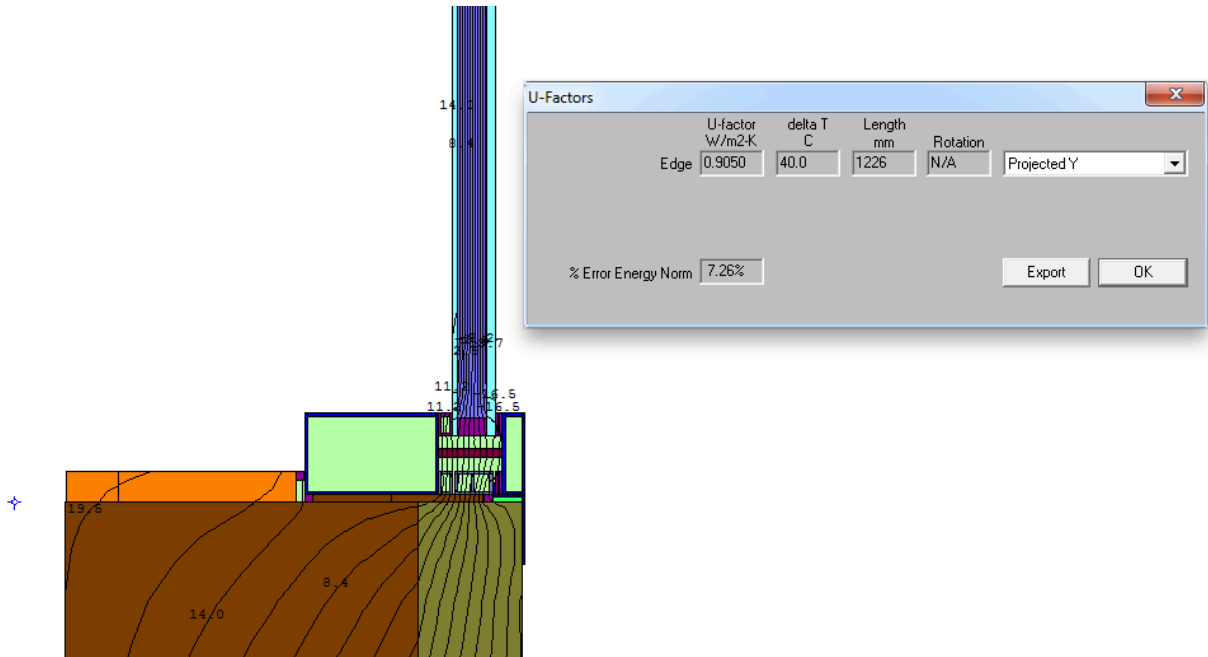 U-Factors
U-factor delta T Length
W/m2-K C mm Rotation
Edge 0.9050 40.0 1226 N/A Projected Y
% Error Energy Norm 7.26% Export OK
14.0
8.4
11.2 -16.5
11.2 -16.5
19.5
8.4
14.0